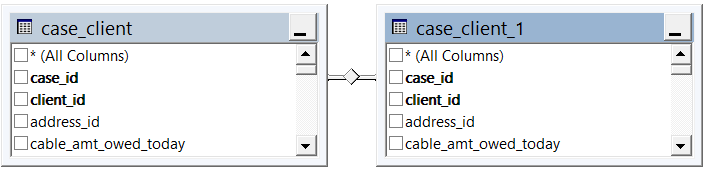 case_client
* (All Columns)
case_id
client_id
address_id
cable_amt_owed_today
case_client_1
* (All Columns)
case_id
client_id
address_id
cable_amt_owed_today